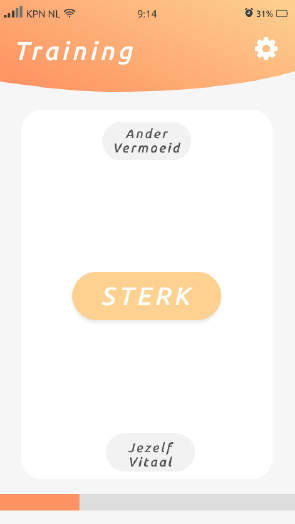 KPN NL 9:14 31%
Training
Ander
Vermoeid
STERK
Jezelf
Vitaal